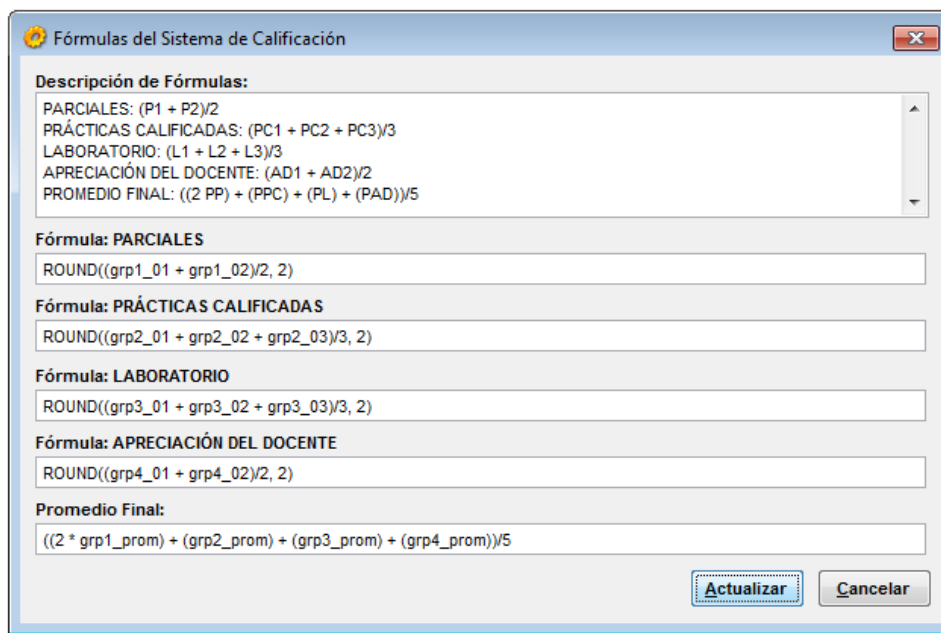 Fórmulas del Sistema de Calificación
Descripción de Fórmulas:
PARCIALES: (P1 + P2)/2
PRÁCTICAS CALIFICADAS: (PC1 + PC2 + PC3)/3
LABORATORIO: (L1 + L2 + L3)/3
APRECIACIÓN DEL DOCENTE: (AD1 + AD2)/2
PROMEDIO FINAL: ((2 PP) + (PPC) + (PL) + (PAD))/5
Fórmula: PARCIALES
ROUND((grp1_01 + grp1_02)/2, 2)
Fórmula: PRÁCTICAS CALIFICADAS
ROUND((grp2_01 + grp2_02 + grp2_03)/3, 2)
Fórmula: LABORATORIO
ROUND((grp3_01 + grp3_02 + grp3_03)/3, 2)
Fórmula: APRECIACIÓN DEL DOCENTE
ROUND((grp4_01 + grp4_02)/2, 2)
Promedio Final:
((2 * grp1_prom) + (grp2_prom) + (grp3_prom) + (grp4_prom))/5
Actualizar Cancelar